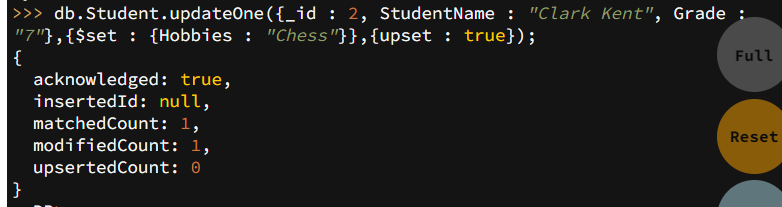 >>> db.Student.updateOne({_id : 2, StudentName : "Clark Kent", Grade :
"7"},{$set : {Hobbies : "Chess"}},{upset : true});
{
  acknowledged: true,
  insertedId: null,
  matchedCount: 1,
  modifiedCount: 1,
  upsertedCount: 0
}
Full
Reset